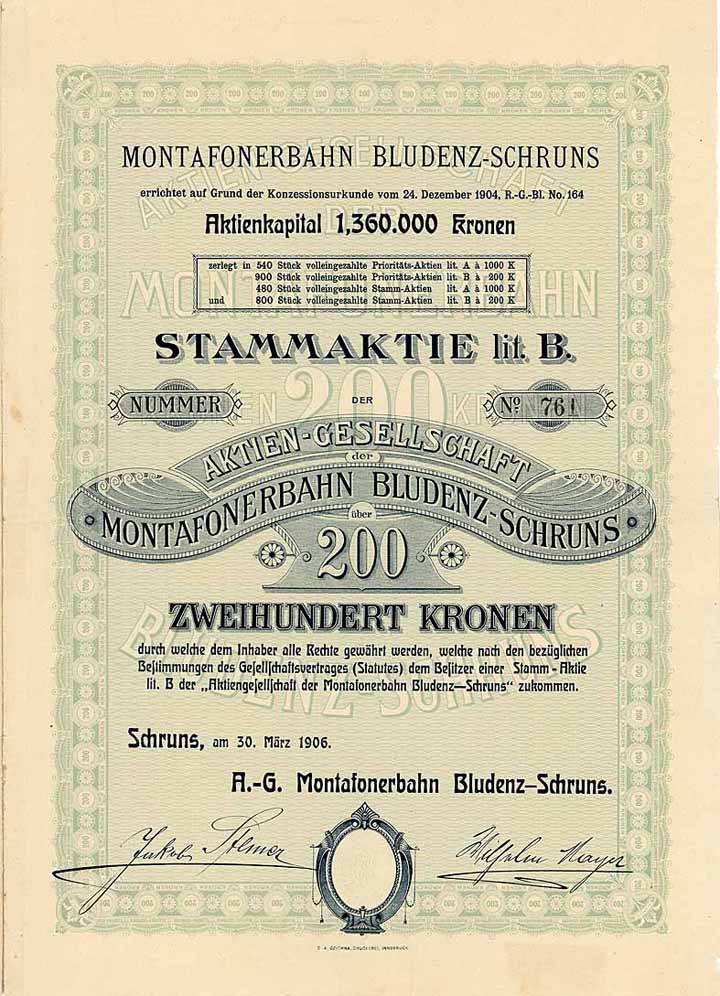 MONTAFONERBAHN BLUDENZ-SCHRUNS
errichtet auf Grund der Konzessionsurkunde vom 24. Dezember 1904, R.-G.-Bl. No. 164
Aktienkapital 1,360.000 Kronen
zerlegt in 540 Stück volleingezahlte Prioritäts-Aktien lit. A à 1000 K
900 Stück volleingezahlte Prioritäts-Aktien lit. B à 200 K
480 Stück volleingezahlte Stamm-Aktien lit. A à 1000 K
und 800 Stück volleingezahlte Stamm-Aktien lit. B à 200 K
STAMMAKTIE lit. B.
NUMMER
DER
No. 761
AKTIEN-GESELLSCHAFT
der
MONTAFONERBAHN BLUDENZ-SCHRUNS
über
200
ZWEIHUNDERT KRONEN
durch welche dem Inhaber alle Rechte gewährt werden, welche nach den bezüglichen
Bestimmungen des Gesellschaftsvertrages (Statutes) dem Besitzer einer Stamm-Aktie
lit. B der „Aktiengesellschaft der Montafonerbahn Bludenz—Schruns" zukommen.
Schruns, am 30. März 1906.
A.-G. Montafonerbahn Bludenz—Schruns.
Jakob Stemer
Wilhelm Mayer